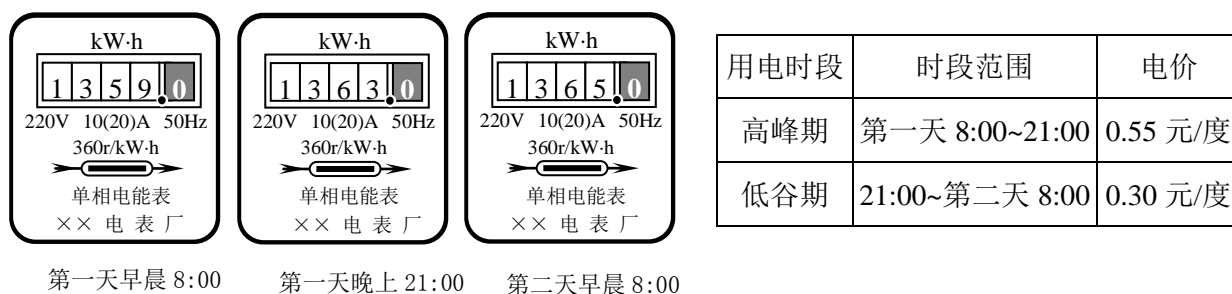 kW·h
1 3 5 9 0
220V 10(20)A 50Hz
360r/kW·h
单相电能表
×× 电 表 厂
第一天早晨 8:00
kW·h
1 3 6 3 0
220V 10(20)A 50Hz
360r/kW·h
单相电能表
×× 电 表 厂
第一天晚上 21:00
kW·h
1 3 6 5 0
220V 10(20)A 50Hz
360r/kW·h
单相电能表
×× 电 表 厂
第二天早晨 8:00
用电时段 时段范围 电价
高峰期 第一天 8:00~21:00 0.55 元/度
低谷期 21:00~第二天 8:00 0.30 元/度